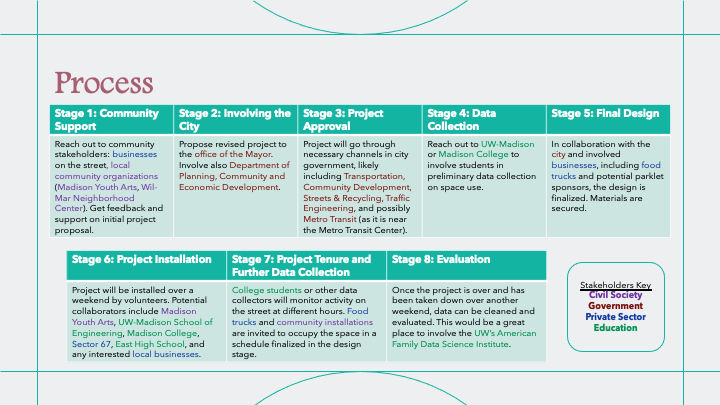 Process
Stage 1: Community
Support
Reach out to community
stakeholders: businesses
on the street, local
community organizations
(Madison Youth Arts, Wil-
Mar Neighborhood
Center). Get feedback and
support on initial project
proposal.
Stage 2: Involving the
City
Propose revised project to
the office of the Mayor.
Involve also Department of
Planning, Community and
Economic Development.
Stage 3: Project
Approval
Project will go through
necessary channels in city
government, likely
including Transportation,
Community Development,
Streets & Recycling, Traffic
Engineering, and possibly
Metro Transit (as it is near
the Metro Transit Center).
Stage 4: Data
Collection
Reach out to UW-Madison
or Madison College to
involve students in
preliminary data collection
on space use.
Stage 5: Final Design
In collaboration with the
city and involved
businesses, including food
trucks and potential parklet
sponsors, the design is
finalized. Materials are
secured.
Stage 6: Project Installation
Project will be installed over a
weekend by volunteers. Potential
collaborators include Madison
Youth Arts, UW-Madison School of
Engineering, Madison College,
Sector 67, East High School, and
any interested local businesses.
Stage 7: Project Tenure and
Further Data Collection
College students or other data
collectors will monitor activity on
the street at different hours. Food
trucks and community installations
are invited to occupy the space in a
schedule finalized in the design
stage.
Stage 8: Evaluation
Once the project is over and has
been taken down over another
weekend, data can be cleaned and
evaluated. This would be a great
place to involve the UW's American
Family Data Science Institute.
Stakeholders Key
Civil Society
Government
Private Sector
Education